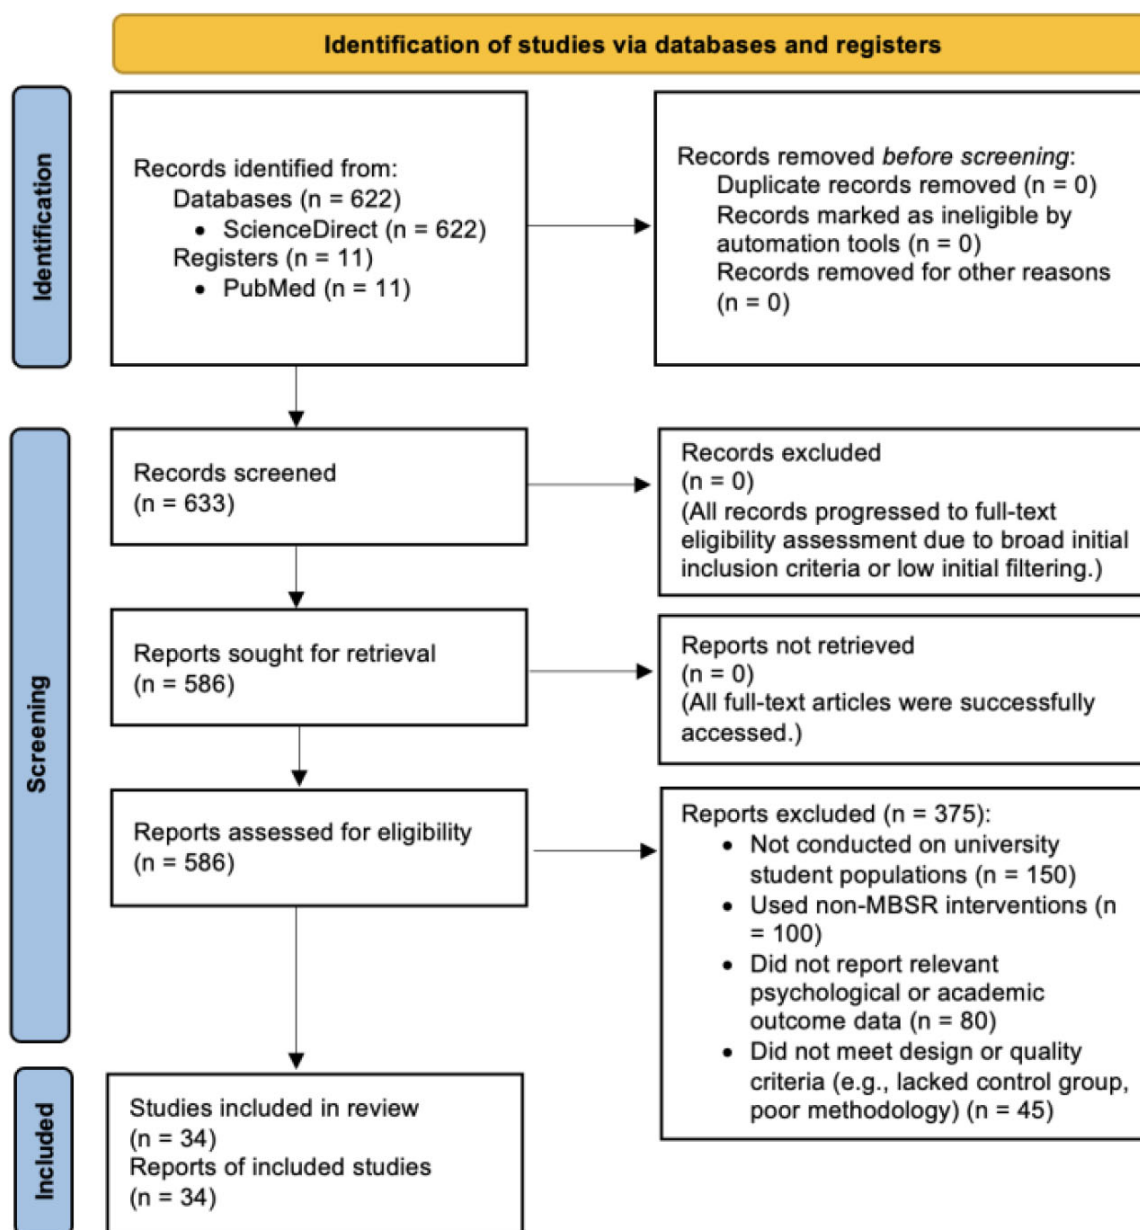 Identification of studies via databases and registers
Identification
Records identified from:
Databases (n = 622)
• ScienceDirect (n = 622)
Registers (n = 11)
• PubMed (n = 11)
Records removed before screening:
Duplicate records removed (n = 0)
Records marked as ineligible by
automation tools (n = 0)
Records removed for other reasons
(n = 0)
Screening
Records screened
(n = 633)
Records excluded
(n = 0)
(All records progressed to full-text
eligibility assessment due to broad initial
inclusion criteria or low initial filtering.)
Reports sought for retrieval
(n = 586)
Reports not retrieved
(n = 0)
(All full-text articles were successfully
accessed.)
Reports assessed for eligibility
(n = 586)
Reports excluded (n = 375):
• Not conducted on university
student populations (n = 150)
• Used non-MBSR interventions (n
= 100)
• Did not report relevant
psychological or academic
outcome data (n = 80)
• Did not meet design or quality
criteria (e.g., lacked control group,
poor methodology) (n = 45)
Included
Studies included in review
(n = 34)
Reports of included studies
(n = 34)